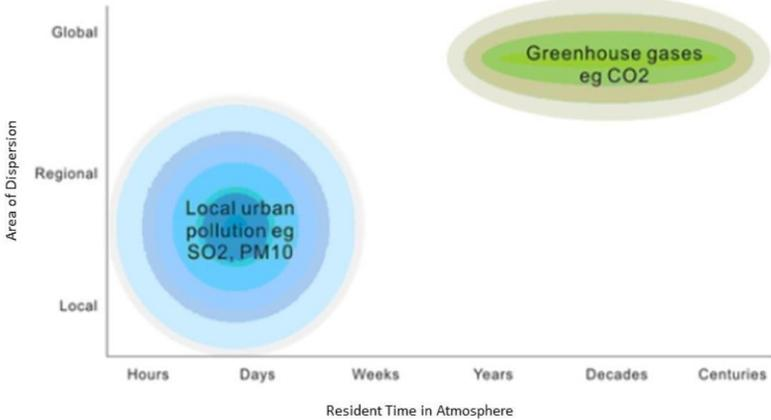 Global
Greenhouse gases
eg CO2
Area of Dispersion
Regional
Local urban
pollution eg
SO2, PM10
Local
Hours Days Weeks Years Decades Centuries
Resident Time in Atmosphere